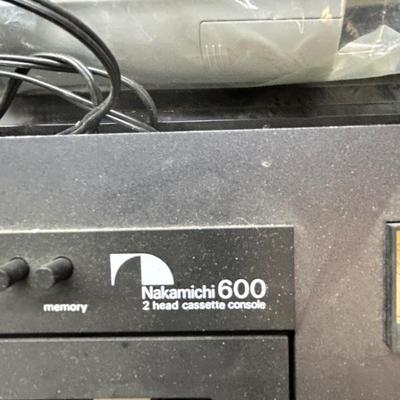 Nakamichi 600
2 head cassette console
memory